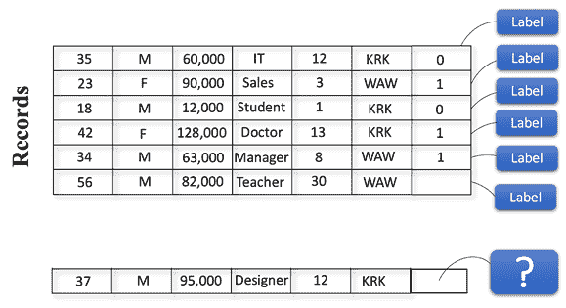 Label
35 M 60,000 IT 12 KRK 0
Label
23 F 90,000 Sales 3 WAW 1
Label
18 M 12,000 Student 1 KRK 0
Label
42 F 128,000 Doctor 13 KRK 1
Label
34 M 63,000 Manager 8 WAW 1
Label
56 M 82,000 Teacher 30 WAW
Label
Records
37 M 95.000 Designer 12 KRK
?